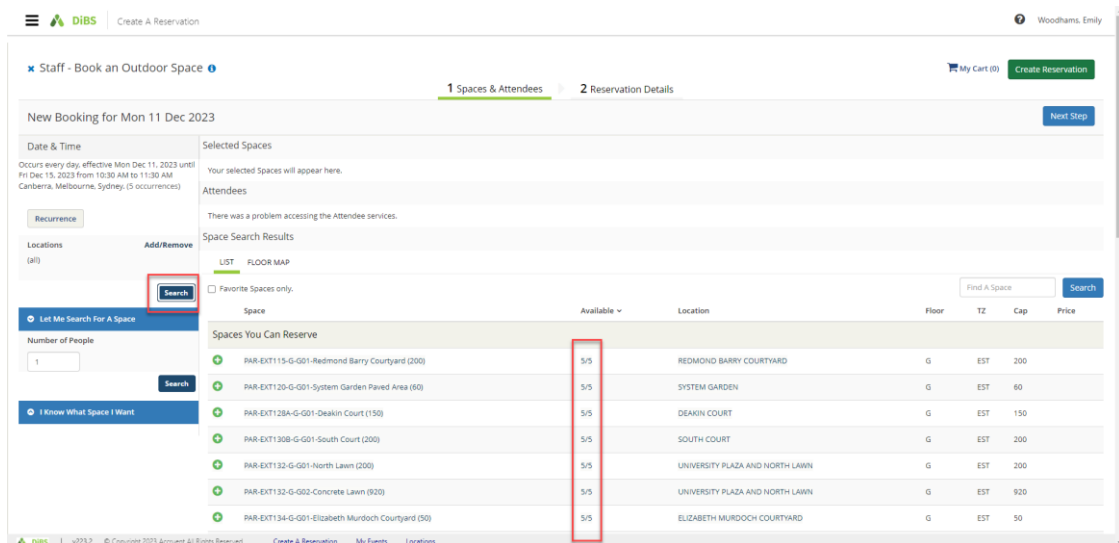 DiBS Create A Reservation Woodhams, Emily
Staff - Book an Outdoor Space
My Cart (0) Create Reservation
1 Spaces & Attendees 2 Reservation Details
New Booking for Mon 11 Dec 2023 Next Step
Date & Time
Occurs every day, effective Mon Dec 11, 2023 until
Fri Dec 15, 2023 from 10:30 AM to 11:30 AM
Canberra, Melbourne, Sydney. (5 occurrences)
Recurrence
Locations Add/Remove
(all)
Search
Let Me Search For A Space
Number of People
1
Search
I Know What Space I Want
Selected Spaces
Your selected Spaces will appear here.
Attendees
There was a problem accessing the Attendee services.
Space Search Results
LIST FLOOR MAP
Favorite Spaces only. Find A Space Search
Space Available Location Floor TZ Cap Price
Spaces You Can Reserve
PAR-EXT115-G-G01-Redmond Barry Courtyard (200) 5/5 REDMOND BARRY COURTYARD G EST 200
PAR-EXT120-G-G01-System Garden Paved Area (60) 5/5 SYSTEM GARDEN G EST 60
PAR-EXT128A-G-G01-Deakin Court (150) 5/5 DEAKIN COURT G EST 150
PAR-EXT130B-G-G01-South Court (200) 5/5 SOUTH COURT G EST 200
PAR-EXT132-G-G01-North Lawn (200) 5/5 UNIVERSITY PLAZA AND NORTH LAWN G EST 200
PAR-EXT132-G-G02-Concrete Lawn (920) 5/5 UNIVERSITY PLAZA AND NORTH LAWN G EST 920
PAR-EXT134-G-G01-Elizabeth Murdoch Courtyard (50) 5/5 ELIZABETH MURDOCH COURTYARD G EST 50
DiBS | v223.2 © Copyright 2023 Accruent All Rights Reserved. Create A Reservation My Events Locations